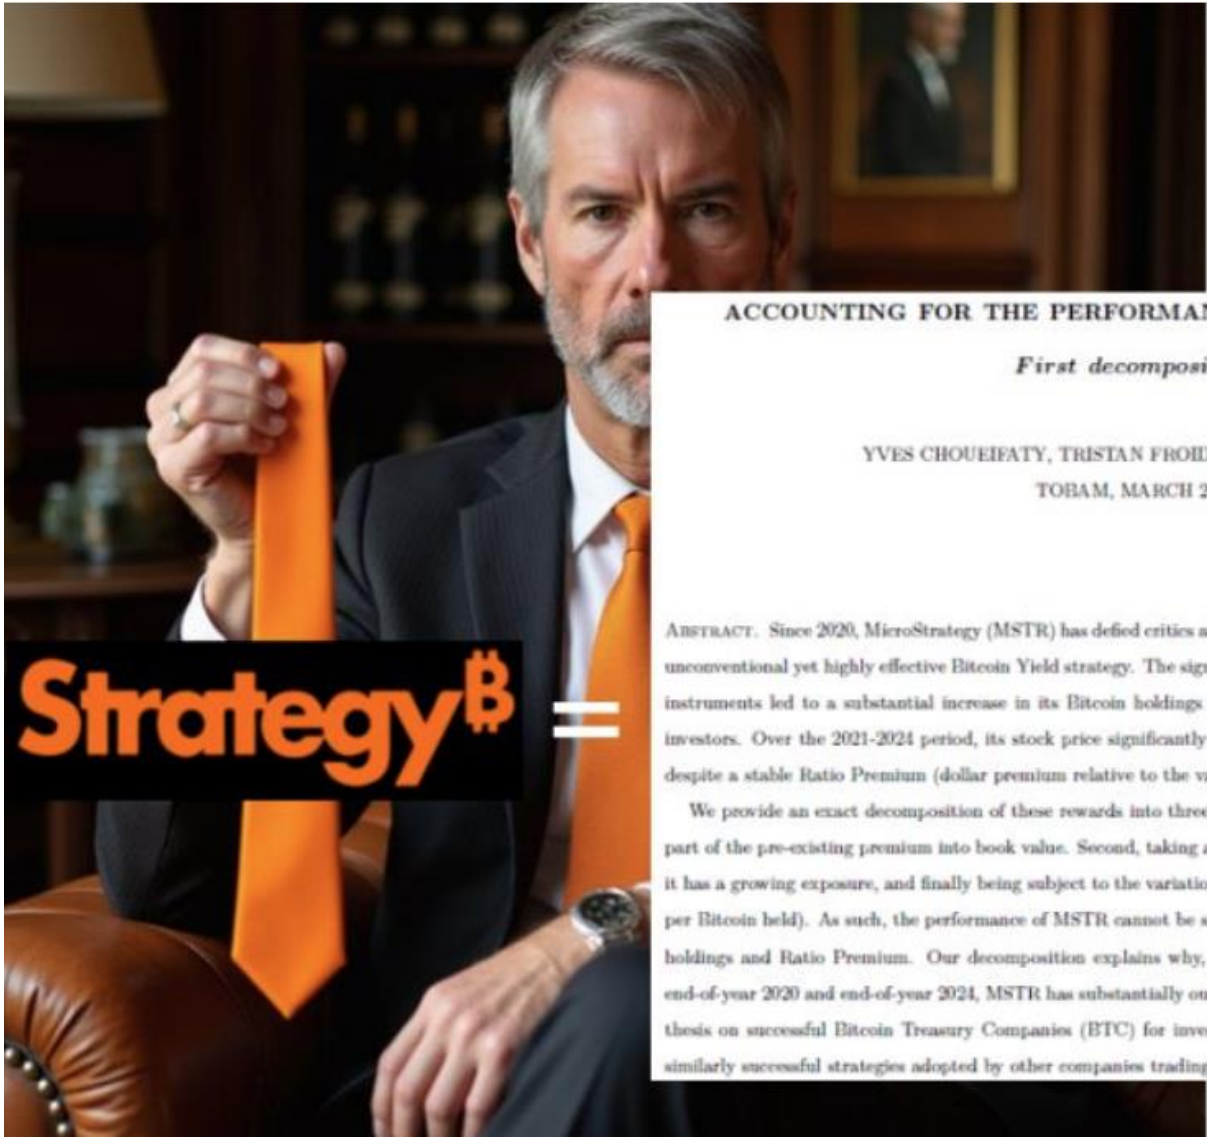 Strategy₿
=
ACCOUNTING FOR THE PERFORMAN
First decomposi
YVES CHOUEIFATY, TRISTAN FROID
TOBAM, MARCH 2
ABSTRACT. Since 2020, MicroStrategy (MSTR) has defied critics a
unconventional yet highly effective Bitcoin Yield strategy. The sign
instruments led to a substantial increase in its Bitcoin holdings
investors. Over the 2021-2024 period, its stock price significantly
despite a stable Ratio Premium (dollar premium relative to the va
We provide an exact decomposition of these rewards into three
part of the pre-existing premium into book value. Second, taking a
it has a growing exposure, and finally being subject to the variatio
per Bitcoin held). As such, the performance of MSTR cannot be s
holdings and Ratio Premium. Our decomposition explains why,
end-of-year 2020 and end-of-year 2024, MSTR has substantially ou
thesis on successful Bitcoin Treasury Companies (BTC) for inve
similarly successful strategies adopted by other companies trading